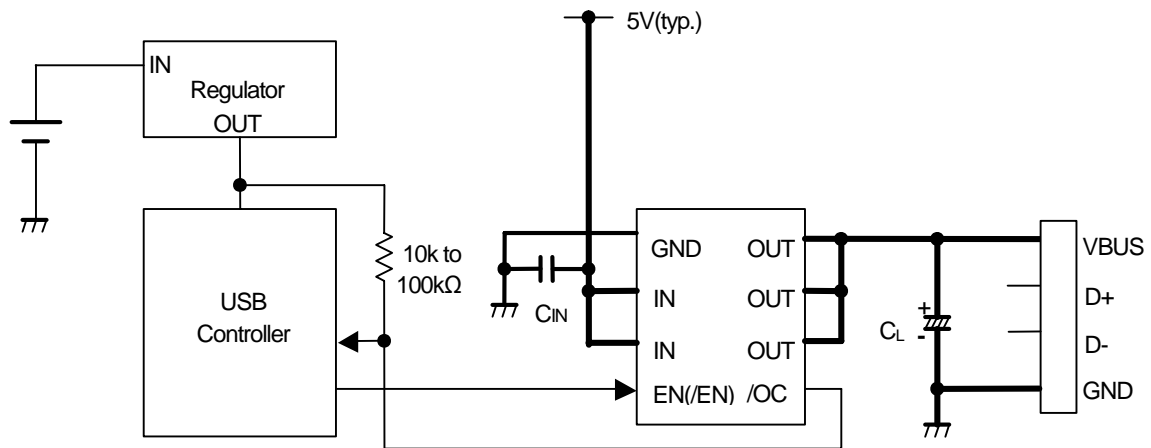 5V(typ.)
IN
Regulator
OUT
10k to
100kΩ
USB
Controller
CIN
GND
OUT
IN
OUT
IN
OUT
EN(/EN)
/OC
+
CL
-
VBUS
D+
D-
GND